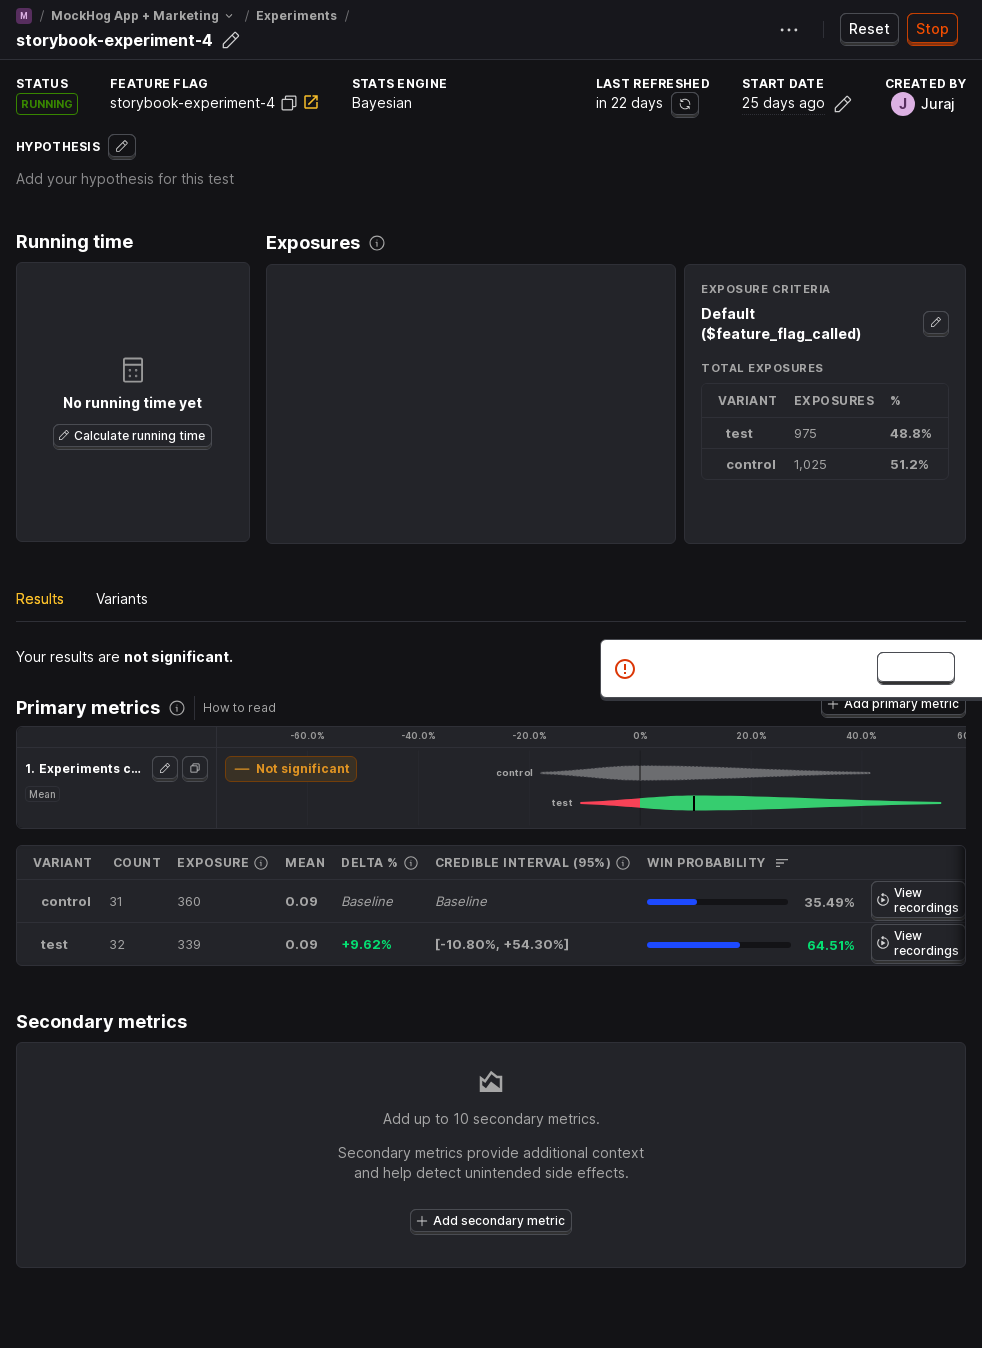 M / MockHog App + Marketing / Experiments /
storybook-experiment-4
Reset
Stop
STATUS
RUNNING
FEATURE FLAG
storybook-experiment-4
STATS ENGINE
Bayesian
LAST REFRESHED
in 22 days
START DATE
25 days ago
CREATED BY
J Juraj
HYPOTHESIS
Add your hypothesis for this test
Running time
No running time yet
Calculate running time
Exposures
EXPOSURE CRITERIA
Default
($feature_flag_called)
TOTAL EXPOSURES
VARIANT EXPOSURES %
test 975 48.8%
control 1,025 51.2%
Results Variants
Your results are not significant.
Primary metrics How to read
Add primary metric
-60.0% -40.0% -20.0% 0% 20.0% 40.0% 60
1. Experiments c...
Mean
Not significant
control
test
VARIANT COUNT EXPOSURE MEAN DELTA % CREDIBLE INTERVAL (95%) WIN PROBABILITY
control 31 360 0.09 Baseline Baseline 35.49% View
recordings
test 32 339 0.09 +9.62% [-10.80%, +54.30%] 64.51% View
recordings
Secondary metrics
Add up to 10 secondary metrics.
Secondary metrics provide additional context
and help detect unintended side effects.
Add secondary metric